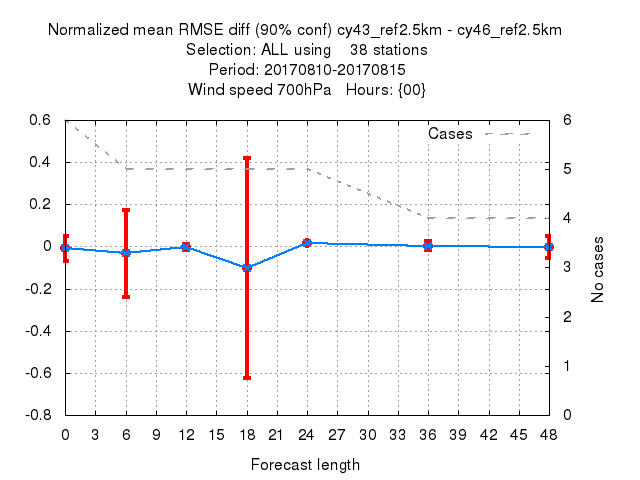 Normalized mean RMSE diff (90% conf) cy43_ref2.5km - cy46_ref2.5km
Selection: ALL using    38 stations
Period: 20170810-20170815
Wind speed 700hPa   Hours: {00}
Cases
0.6
0.4
0.2
0
-0.2
-0.4
-0.6
-0.8
6
5
4
3
2
1
0
No cases
0 3 6 9 12 15 18 21 24 27 30 33 36 39 42 45 48
Forecast length